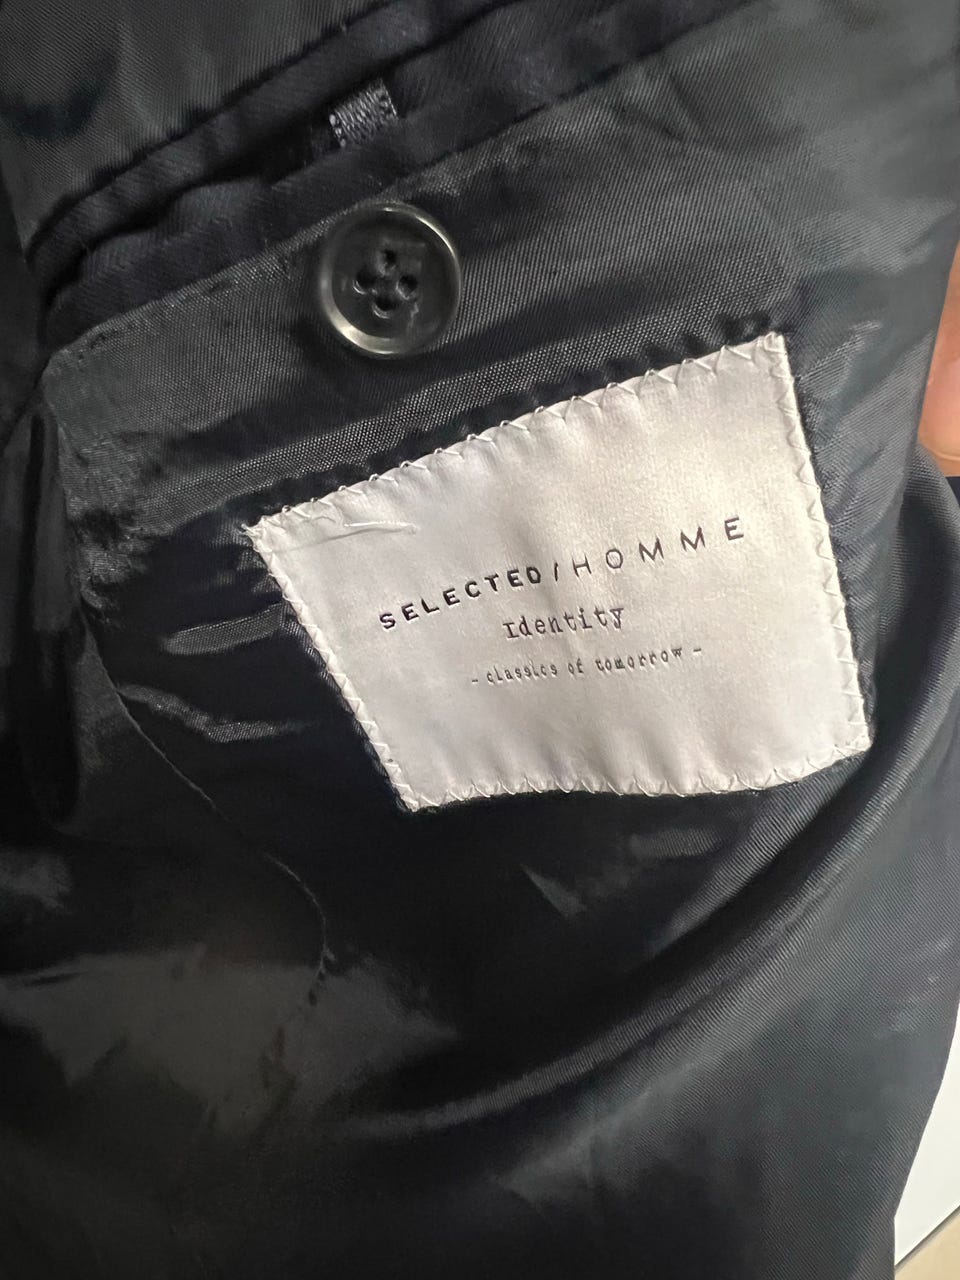 SELECTED/HOMME
Identity
- classics of tomorrow -